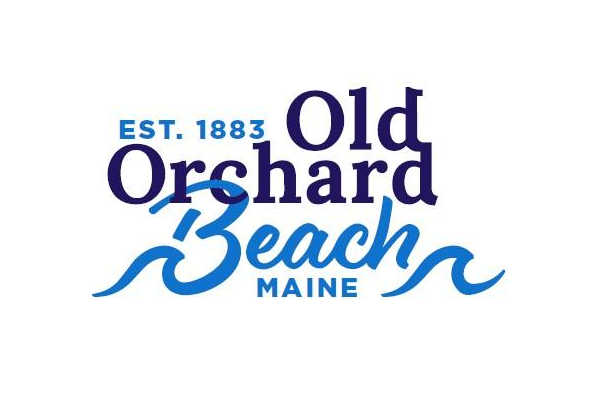 EST. 1883 Old
Orchard
Beach
MAINE